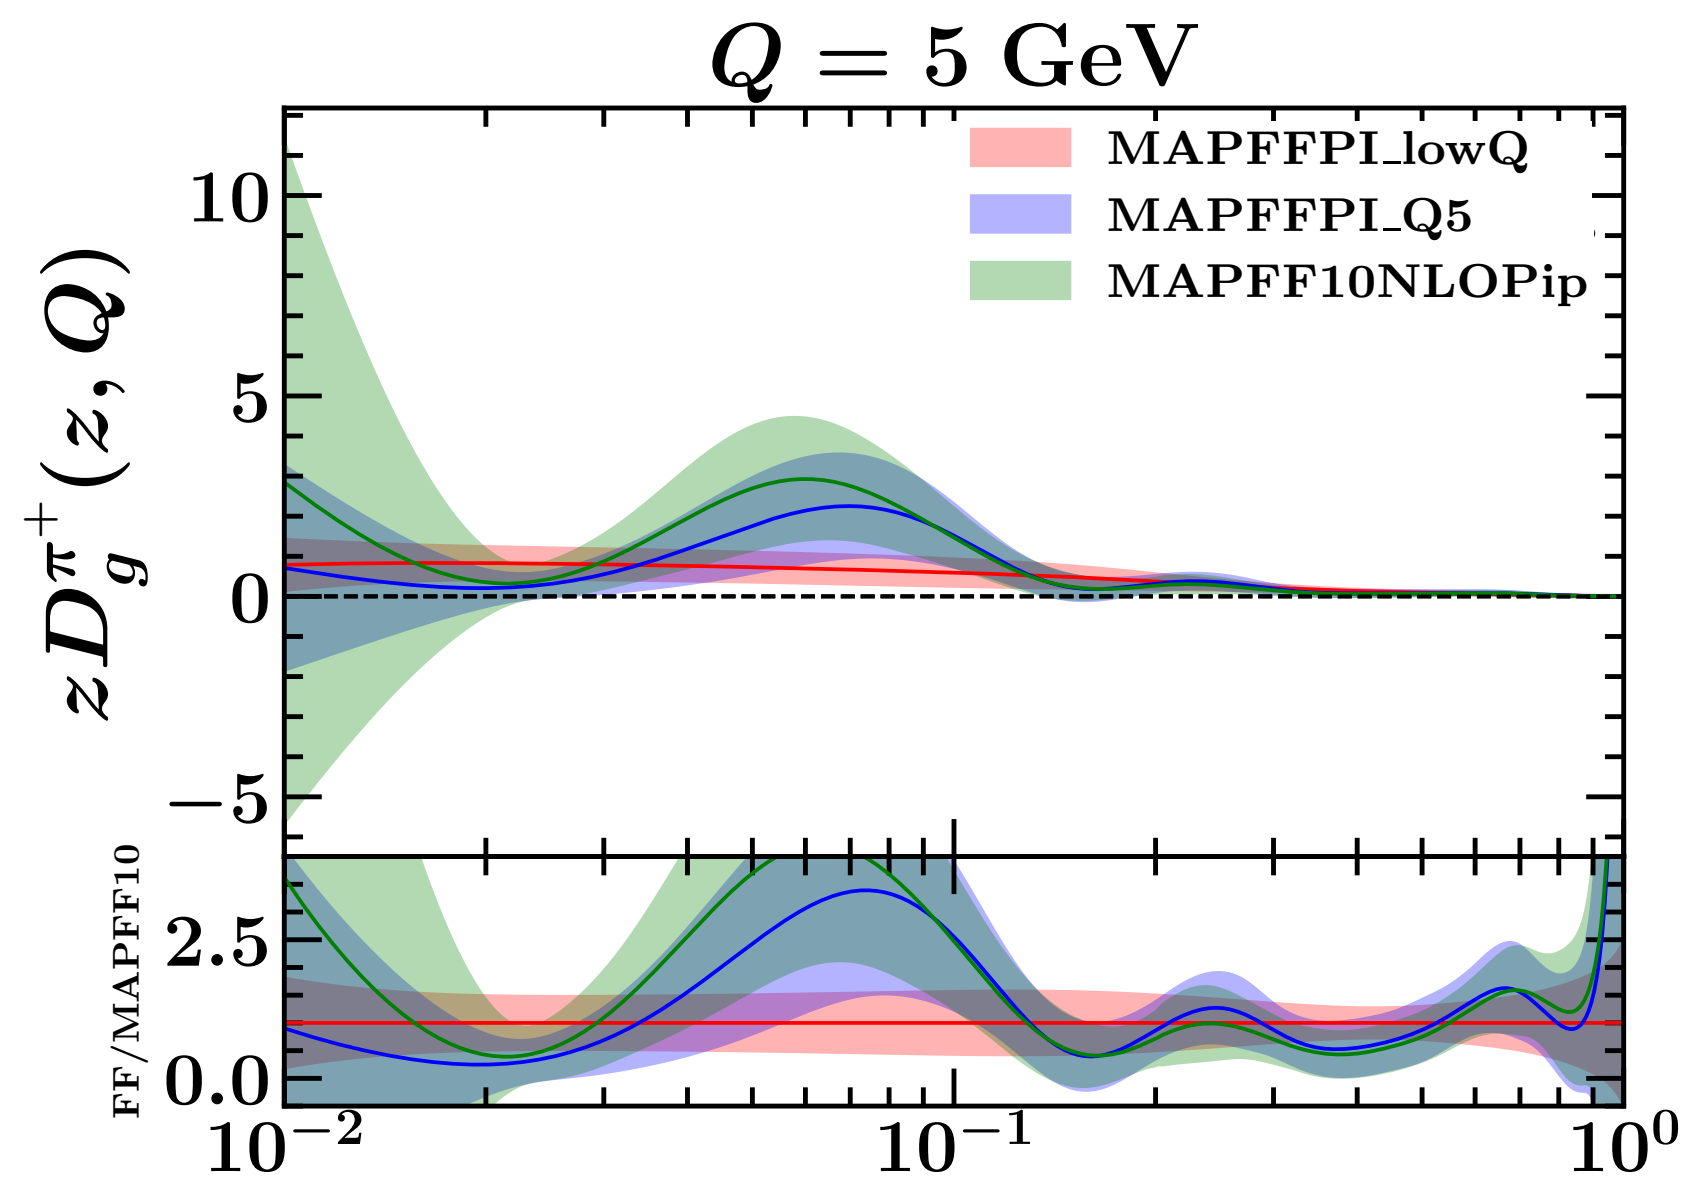 Q = 5 GeV
MAPFFPI_lowQ
MAPFFPI_Q5
MAPFF10NLOPip
zD_g^{π^+}(z, Q)
10
5
0
−5
FF/MAPFF10
2.5
0.0
10^{−2}
10^{−1}
10^0